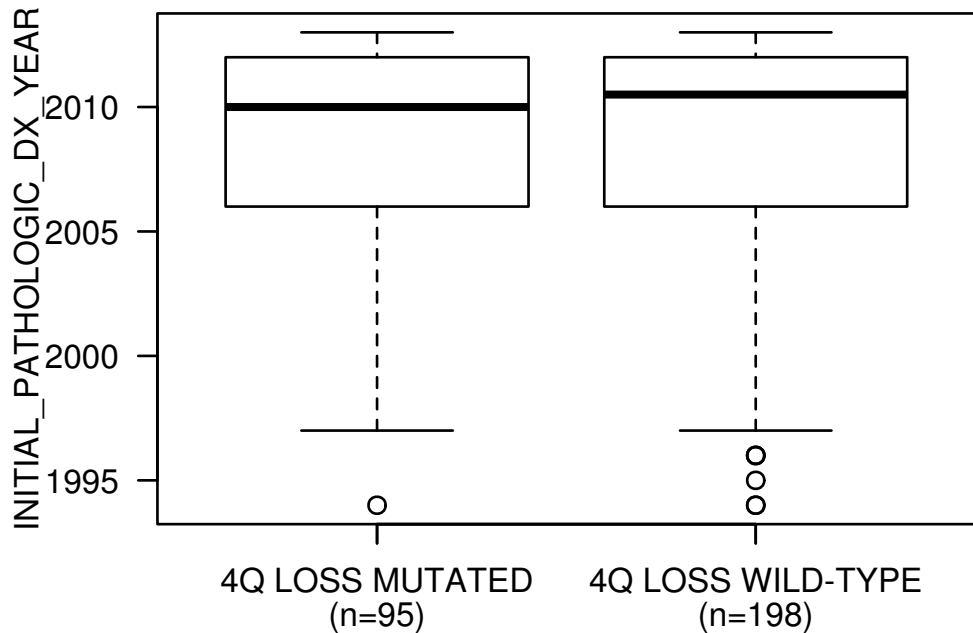 INITIAL_PATHOLOGIC_DX_YEAR
2010
2005
2000
1995
4Q LOSS MUTATED
(n=95)
4Q LOSS WILD-TYPE
(n=198)